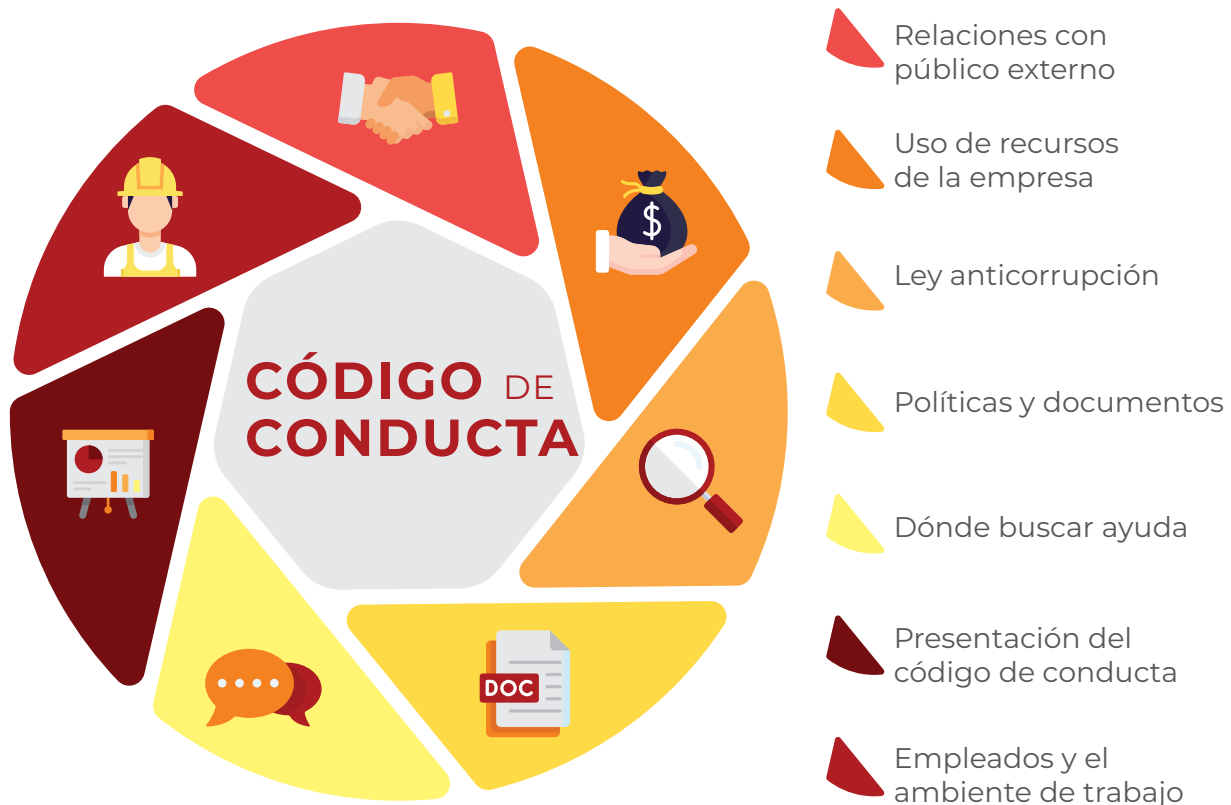 CÓDIGO DE
CONDUCTA
$
DOC
Relaciones con
público externo
Uso de recursos
de la empresa
Ley anticorrupción
Políticas y documentos
Dónde buscar ayuda
Presentación del
código de conducta
Empleados y el
ambiente de trabajo